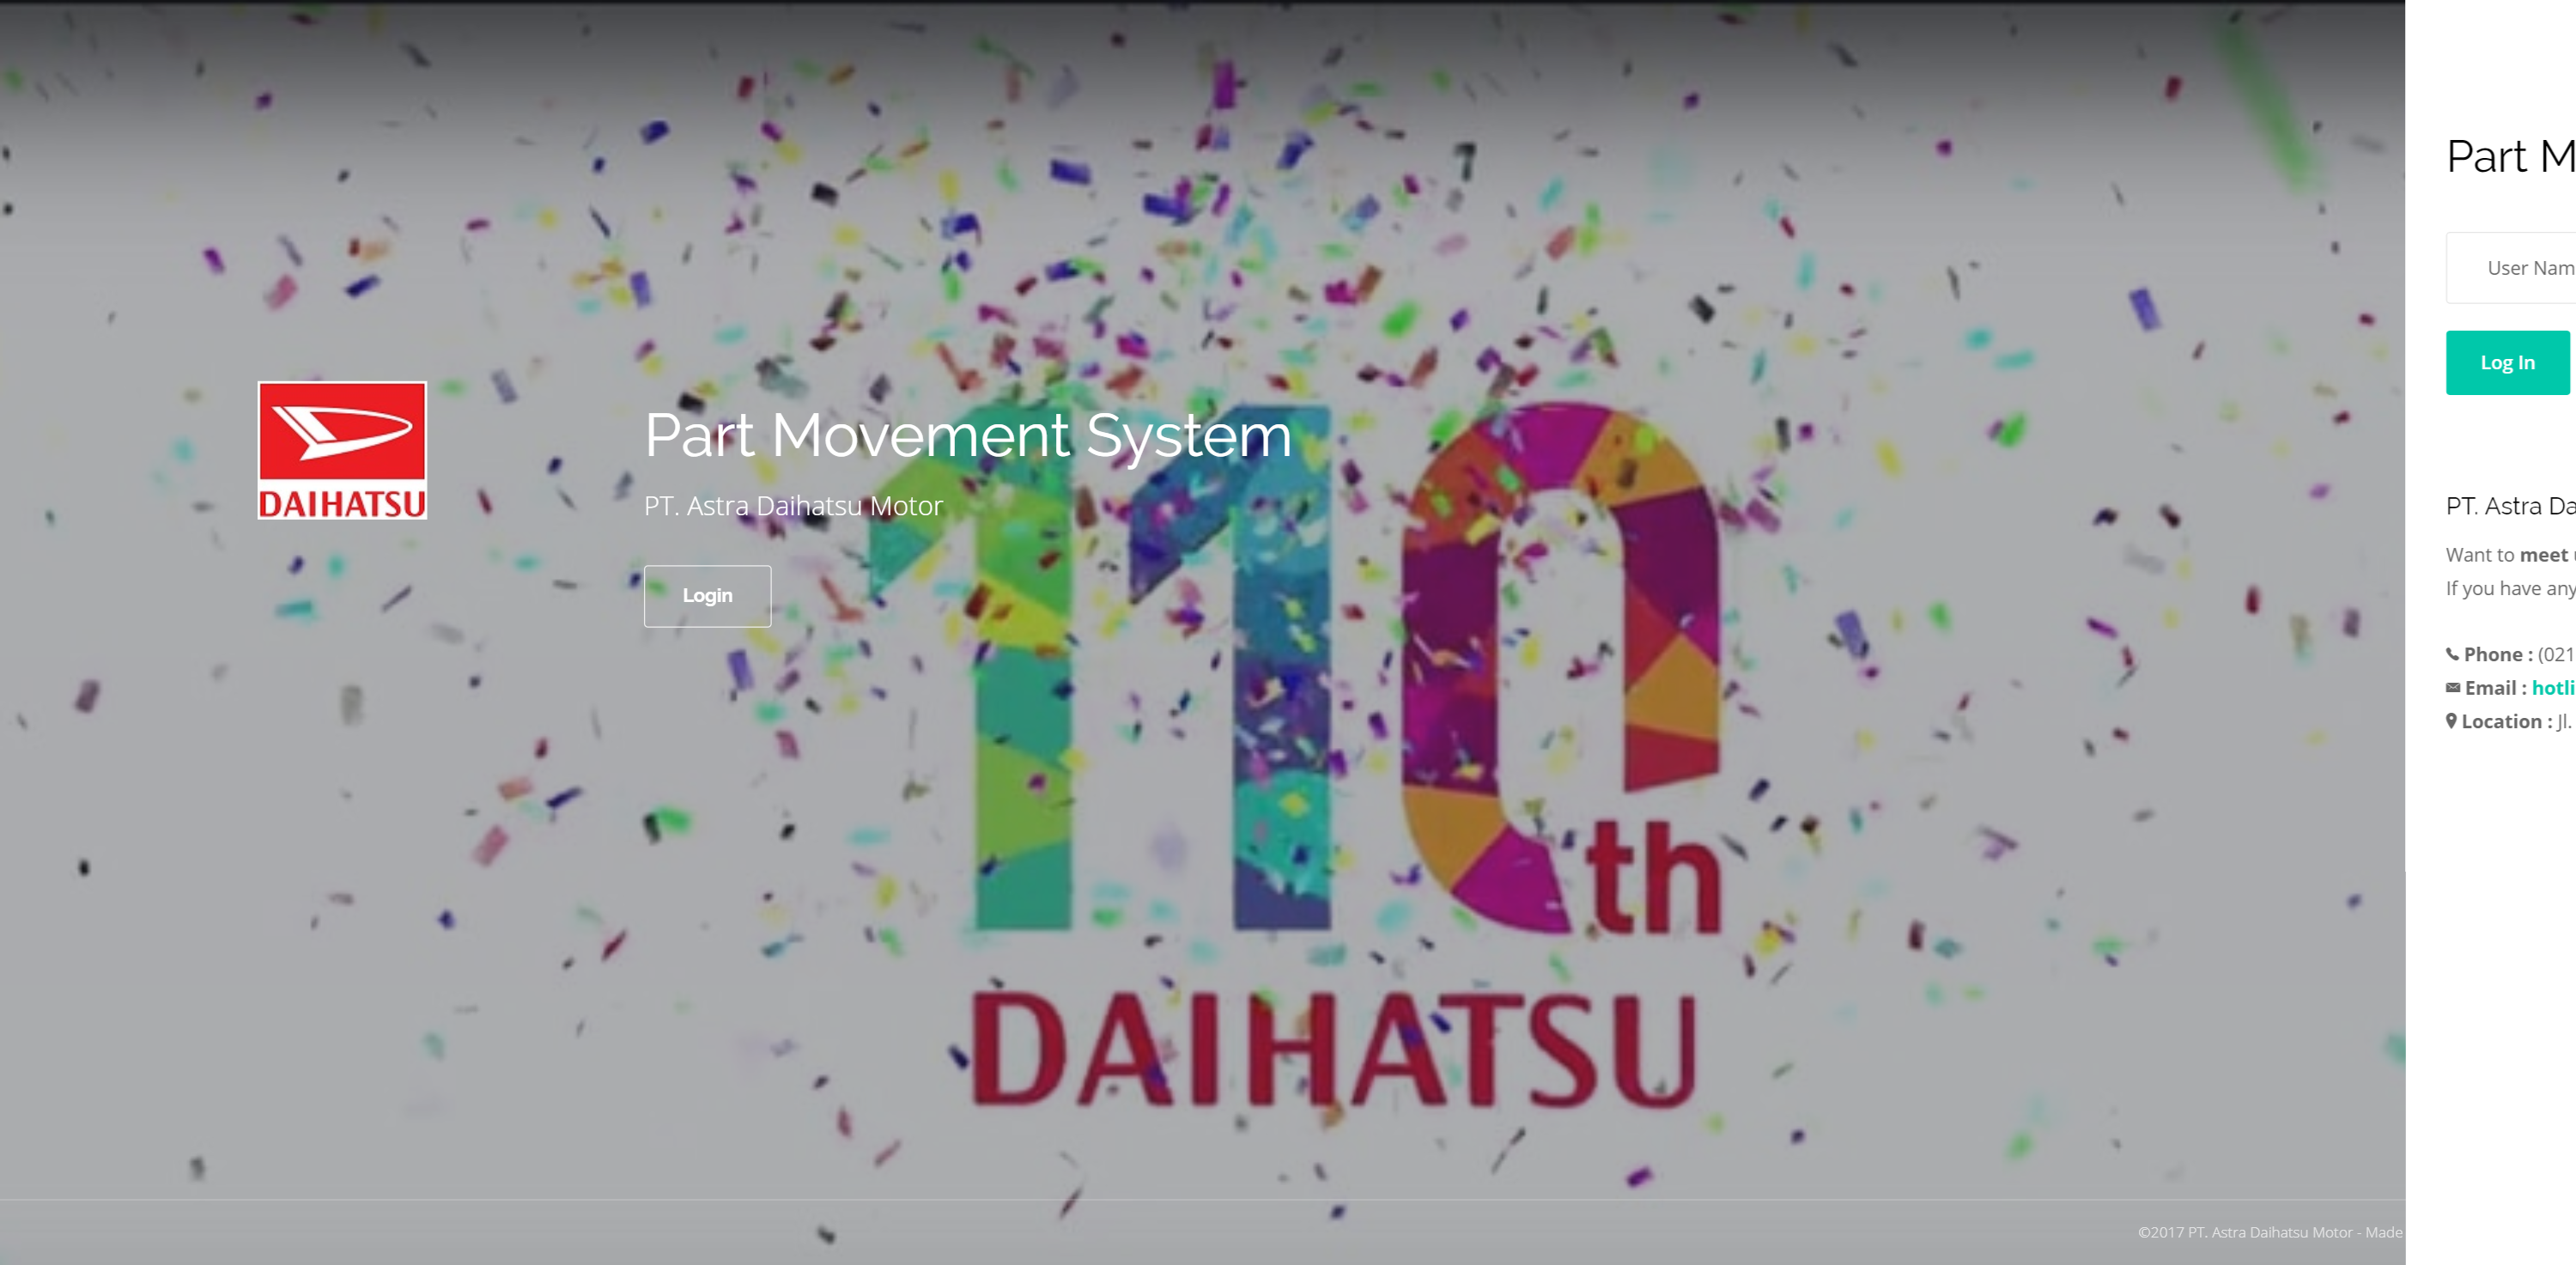 DAIHATSU
Part Movement System
PT. Astra Daihatsu Motor
Login
110th
DAIHATSU
©2017 PT. Astra Daihatsu Motor - Made
Part M
User Nam
Log In
PT. Astra Da
Want to meet
If you have any
Phone : (021
Email : hotli
Location : Jl.